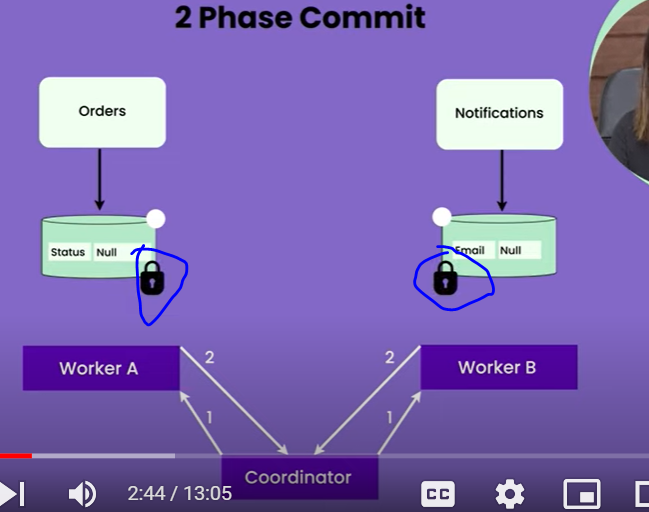 2 Phase Commit
Orders
Notifications
Status Null
Email Null
Worker A
2
2
Worker B
1
1
Coordinator
2:44 / 13:05
CC